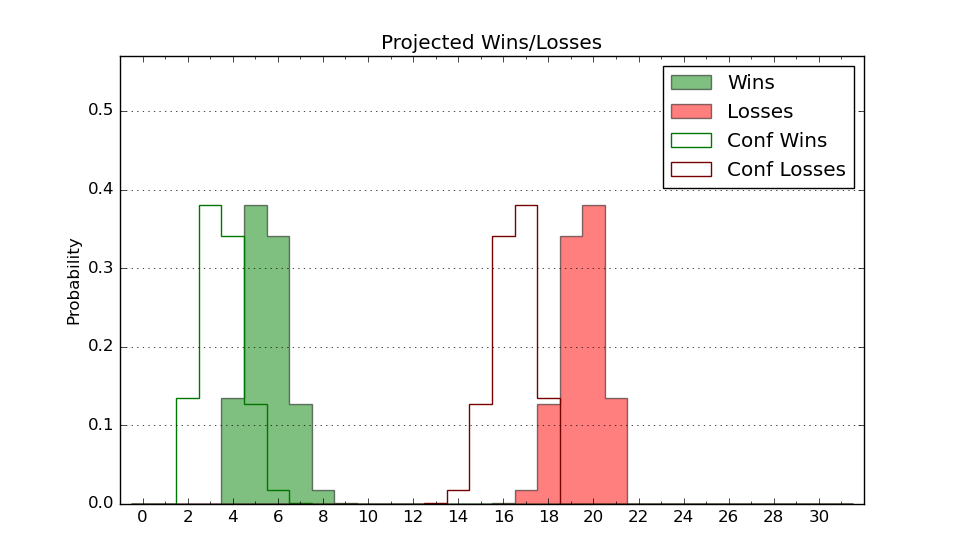 Projected Wins/Losses
Wins
Losses
Conf Wins
Conf Losses
Probability
0.5
0.4
0.3
0.2
0.1
0.0
0 2 4 6 8 10 12 14 16 18 20 22 24 26 28 30